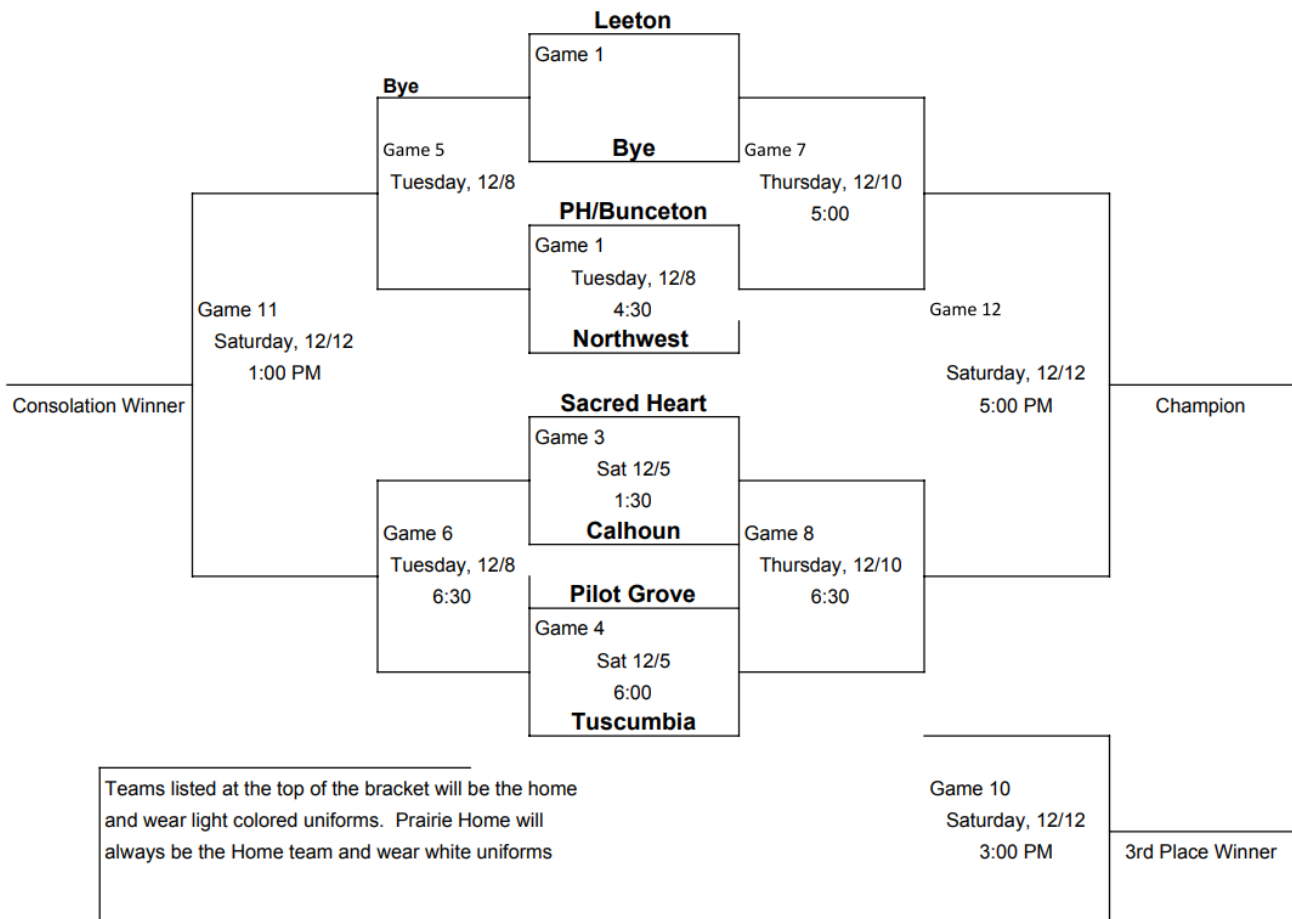 Leeton
Game 1
Bye
Bye
Game 5
Game 7
Tuesday, 12/8
Thursday, 12/10
5:00
PH/Bunceton
Game 1
Tuesday, 12/8
4:30
Northwest
Game 11
Saturday, 12/12
1:00 PM
Game 12
Saturday, 12/12
5:00 PM
Consolation Winner
Champion
Sacred Heart
Game 3
Sat 12/5
1:30
Calhoun
Game 6
Tuesday, 12/8
6:30
Game 8
Thursday, 12/10
6:30
Pilot Grove
Game 4
Sat 12/5
6:00
Tuscumbia
Teams listed at the top of the bracket will be the home
and wear light colored uniforms.  Prairie Home will
always be the Home team and wear white uniforms
Game 10
Saturday, 12/12
3:00 PM
3rd Place Winner